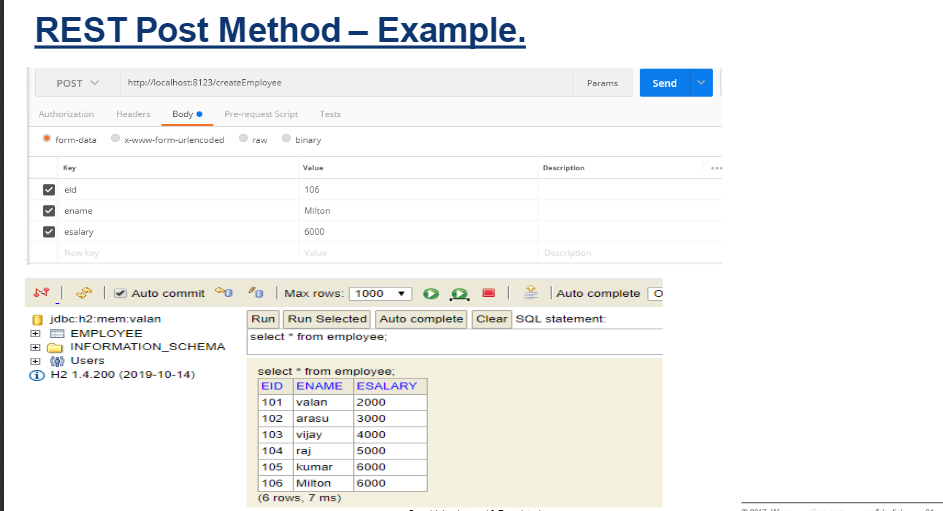 REST Post Method – Example.
POST http://localhost:8123/createEmployee Params Send
Authorization Headers Body Pre-request Script Tests
form-data x-www-form-urlencoded raw binary
Key Value Description
eid 106
ename Milton
esalary 6000
New key Value Description
Auto commit Max rows: 1000 Auto complete O
jdbc:h2:mem:valan
EMPLOYEE
INFORMATION_SCHEMA
Users
H2 1.4.200 (2019-10-14)
Run Run Selected Auto complete Clear SQL statement:
select * from employee;
select * from employee;
EID ENAME ESALARY
101 valan 2000
102 arasu 3000
103 vijay 4000
104 raj 5000
105 kumar 6000
106 Milton 6000
(6 rows, 7 ms)